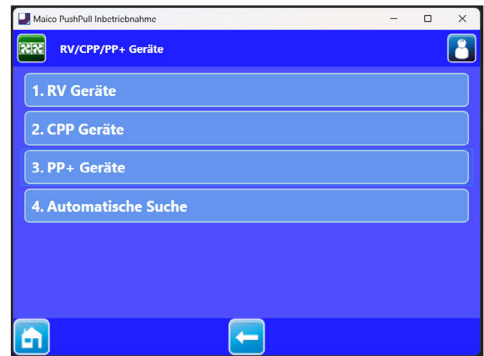 Maico PushPull Inbetriebnahme
RV/CPP/PP+ Geräte
1. RV Geräte
2. CPP Geräte
3. PP+ Geräte
4. Automatische Suche